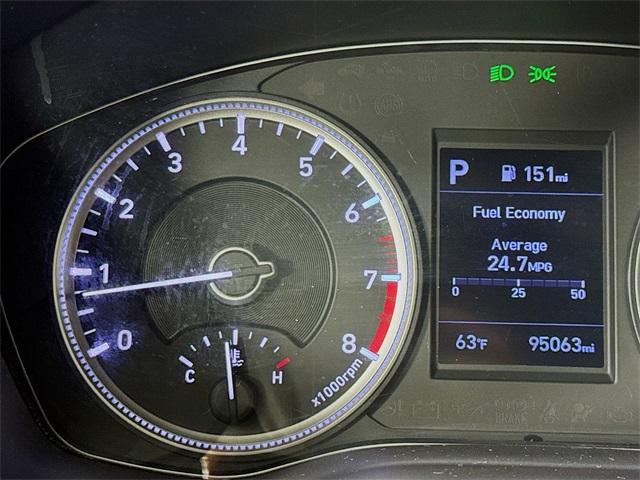 0
1
2
3
4
5
6
7
8
x1000rpm
C
H
P 151mi
Fuel Economy
Average
24.7MPG
0 25 50
63°F 95063mi